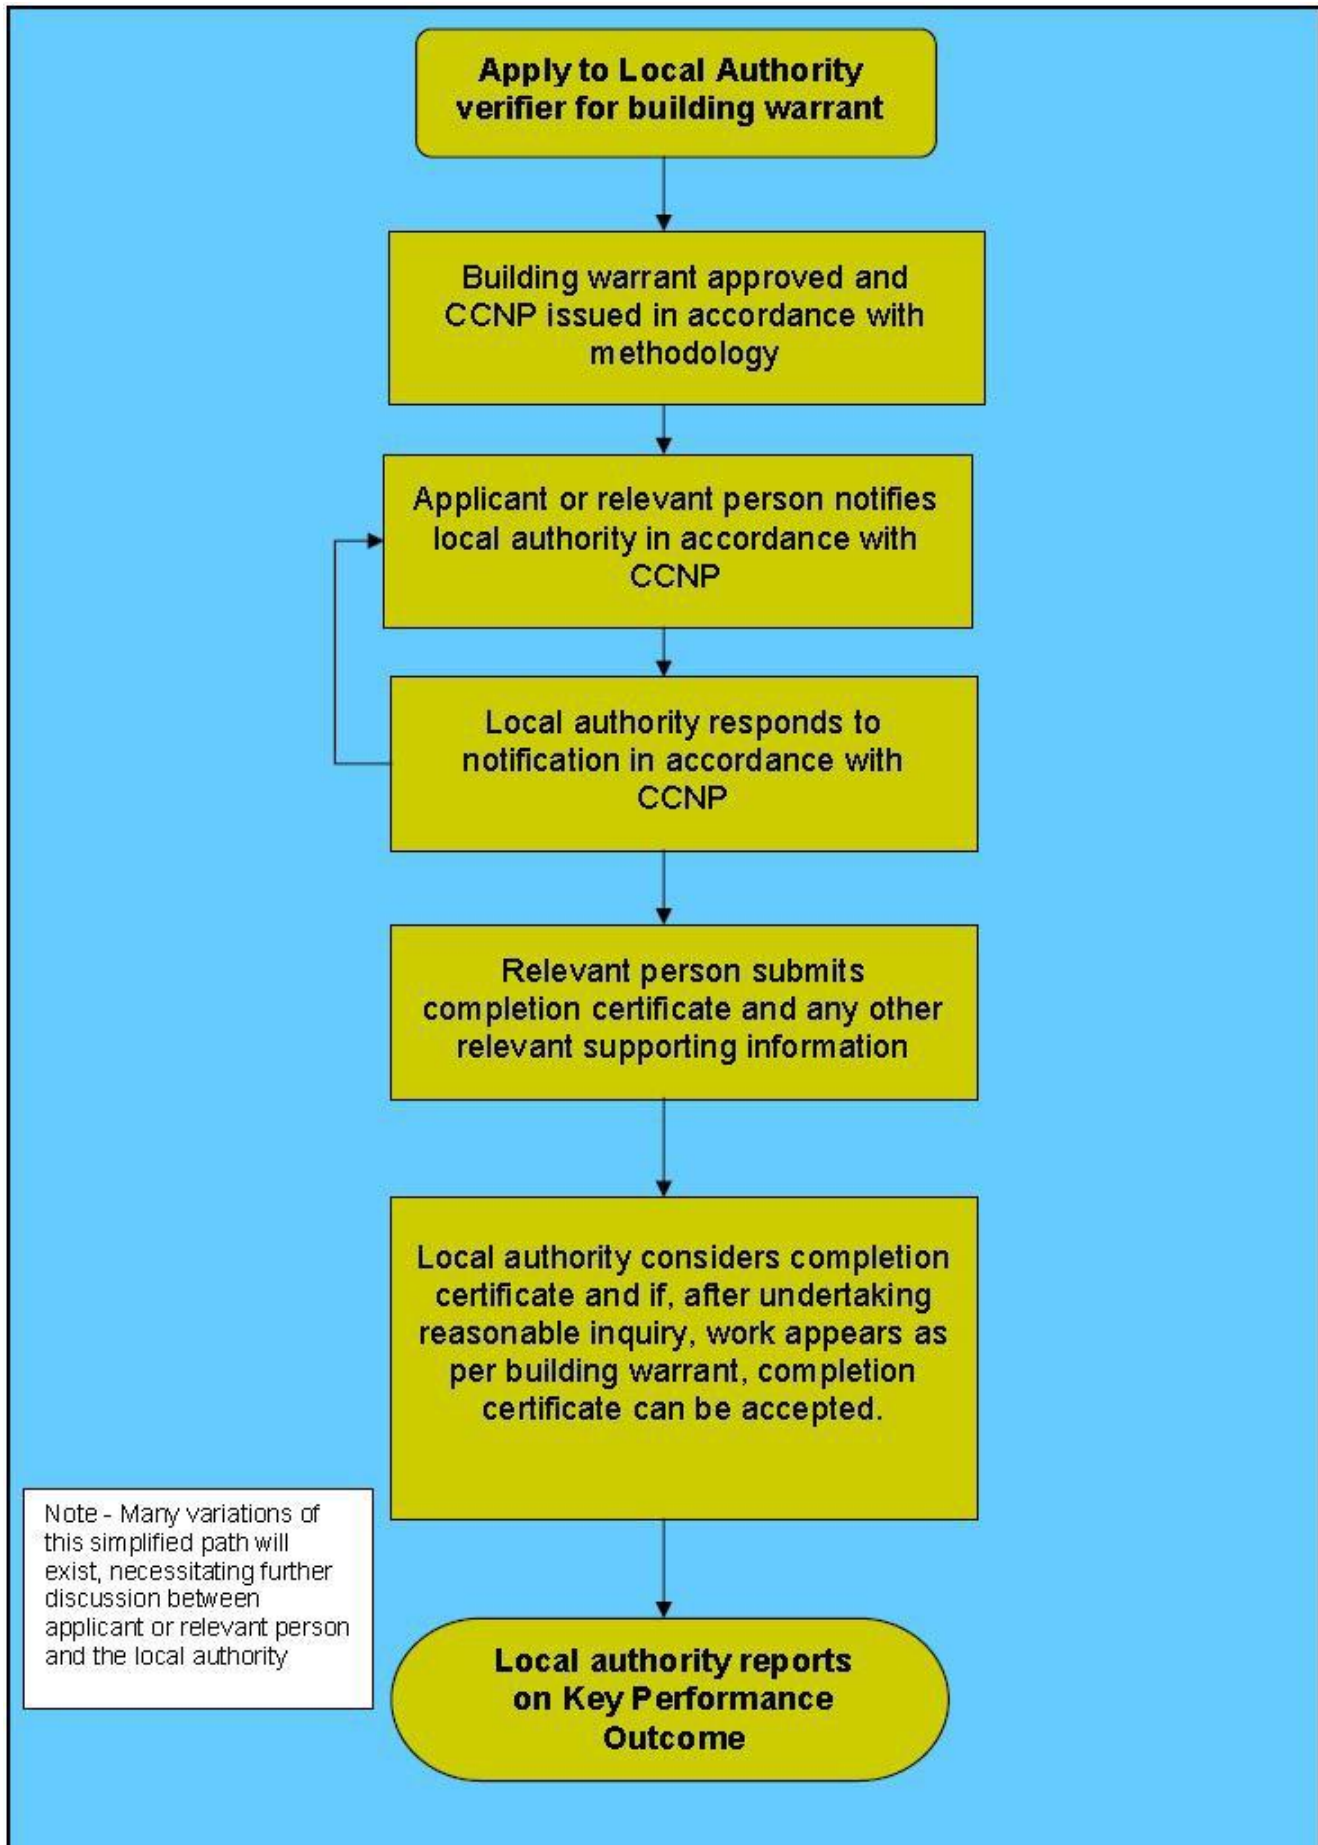 Apply to Local Authority
verifier for building warrant
Building warrant approved and
CCNP issued in accordance with
methodology
Applicant or relevant person notifies
local authority in accordance with
CCNP
Local authority responds to
notification in accordance with
CCNP
Relevant person submits
completion certificate and any other
relevant supporting information
Local authority considers completion
certificate and if, after undertaking
reasonable inquiry, work appears as
per building warrant, completion
certificate can be accepted.
Note - Many variations of
this simplified path will
exist, necessitating further
discussion between
applicant or relevant person
and the local authority
Local authority reports
on Key Performance
Outcome